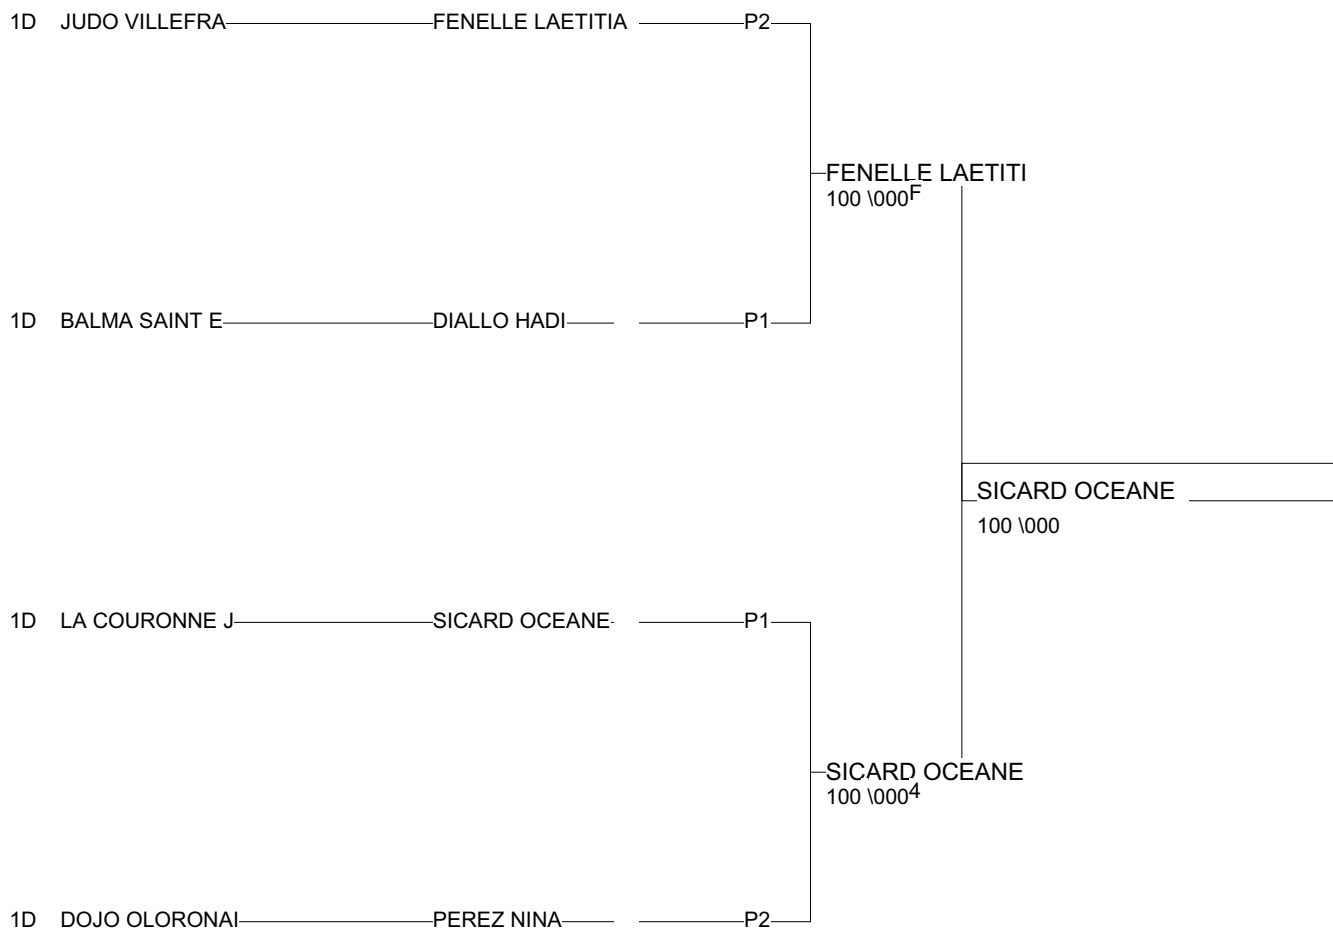 1D JUDO VILLEFRA FENELLE LAETITIA P2
FENELLE LAETITI
100 \000F
1D BALMA SAINT E DIALLO HADI P1
SICARD OCEANE
100 \000
1D LA COURONNE J SICARD OCEANE P1
SICARD OCEANE
100 \0004
1D DOJO OLORONAI PEREZ NINA P2